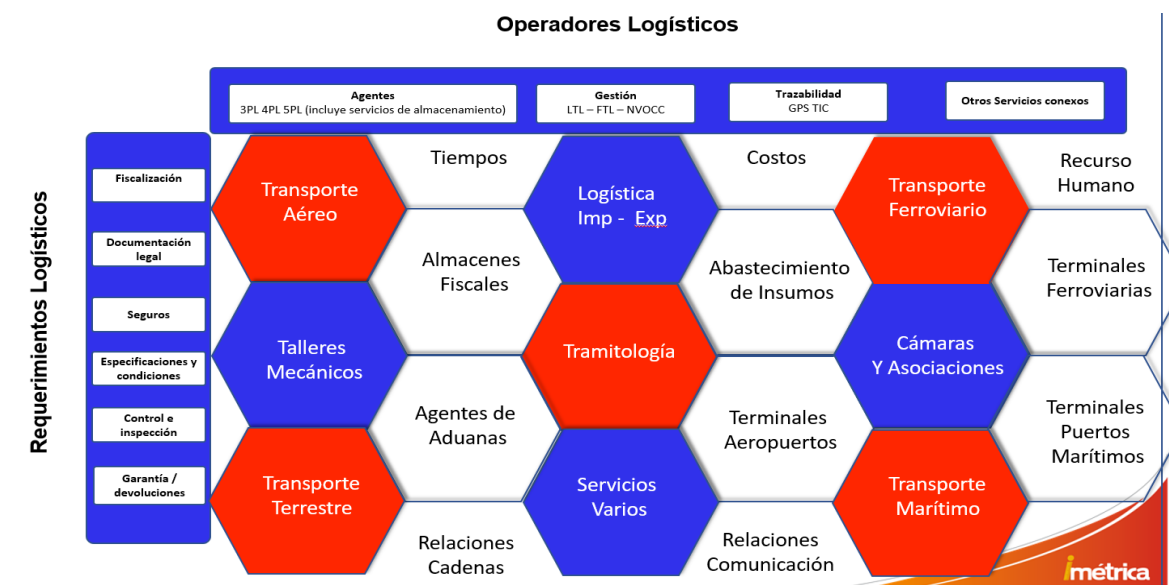 Operadores Logísticos
Agentes
3PL 4PL 5PL (incluye servicios de almacenamiento)
Gestión
LTL – FTL – NVOCC
Trazabilidad
GPS TIC
Otros Servicios conexos
Requerimientos Logísticos
Fiscalización
Documentación
legal
Seguros
Especificaciones y
condiciones
Control e
inspección
Garantía /
devoluciones
Transporte
Aéreo
Tiempos
Logística
Imp - Exp
Costos
Transporte
Ferroviario
Recurso
Humano
Almacenes
Fiscales
Abastecimiento
de Insumos
Terminales
Ferroviarias
Talleres
Mecánicos
Tramitología
Cámaras
Y Asociaciones
Agentes de
Aduanas
Terminales
Aeropuertos
Terminales
Puertos
Marítimos
Transporte
Terrestre
Servicios
Varios
Transporte
Marítimo
Relaciones
Cadenas
Relaciones
Comunicación
imétrica